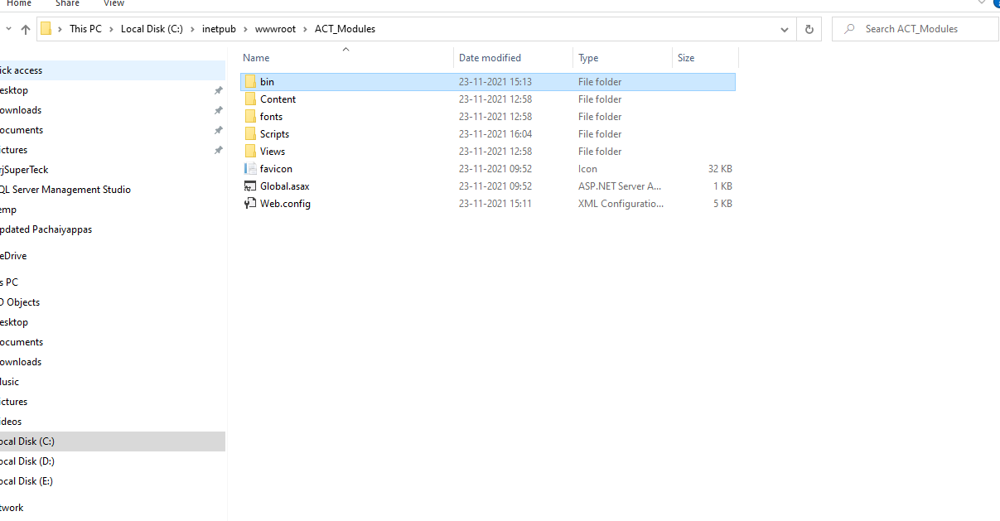 Home Share View
This PC Local Disk (C:) inetpub wwwroot ACT_Modules Search ACT_Modules
Name Date modified Type Size
ick access
esktop
ownloads
ocuments
ictures
rjSuperTeck
QL Server Management Studio
emp
pdated Pachaiyappas
eDrive
s PC
D Objects
esktop
ocuments
ownloads
usic
ictures
ideos
ocal Disk (C:)
ocal Disk (D:)
ocal Disk (E:)
twork
bin 23-11-2021 15:13 File folder
Content 23-11-2021 12:58 File folder
fonts 23-11-2021 12:58 File folder
Scripts 23-11-2021 16:04 File folder
Views 23-11-2021 12:58 File folder
favicon 23-11-2021 09:52 Icon 32 KB
Global.asax 23-11-2021 09:52 ASP.NET Server A... 1 KB
Web.config 23-11-2021 15:11 XML Configuratio... 5 KB